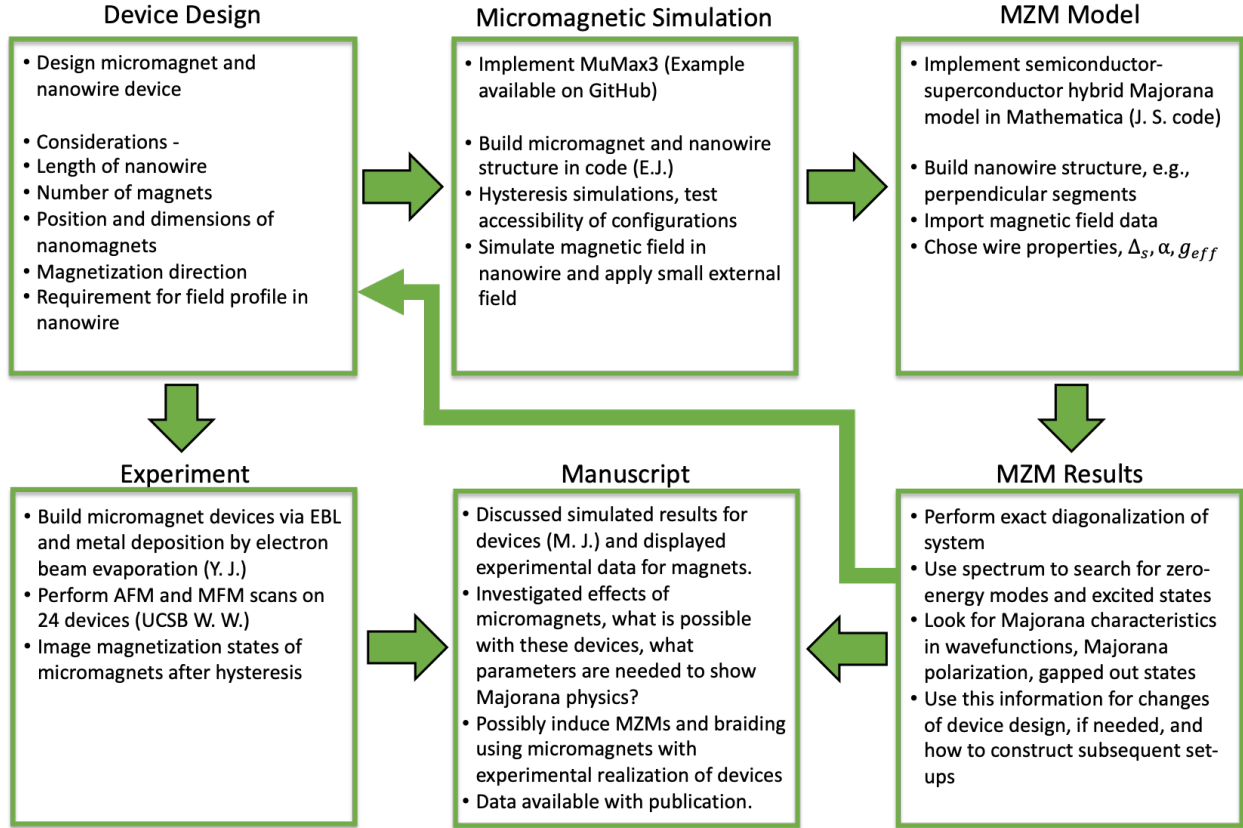 Device Design
• Design micromagnet and
nanowire device
• Considerations -
• Length of nanowire
• Number of magnets
• Position and dimensions of
nanomagnets
• Magnetization direction
• Requirement for field profile in
nanowire
Micromagnetic Simulation
• Implement MuMax3 (Example
available on GitHub)
• Build micromagnet and nanowire
structure in code (E.J.)
• Hysteresis simulations, test
accessibility of configurations
• Simulate magnetic field in
nanowire and apply small external
field
MZM Model
• Implement semiconductor-
superconductor hybrid Majorana
model in Mathematica (J. S. code)
• Build nanowire structure, e.g.,
perpendicular segments
• Import magnetic field data
• Chose wire properties, Δ_s, α, g_eff
Experiment
• Build micromagnet devices via EBL
and metal deposition by electron
beam evaporation (Y. J.)
• Perform AFM and MFM scans on
24 devices (UCSB W. W.)
• Image magnetization states of
micromagnets after hysteresis
Manuscript
• Discussed simulated results for
devices (M. J.) and displayed
experimental data for magnets.
• Investigated effects of
micromagnets, what is possible
with these devices, what
parameters are needed to show
Majorana physics?
• Possibly induce MZMs and braiding
using micromagnets with
experimental realization of devices
• Data available with publication.
MZM Results
• Perform exact diagonalization of
system
• Use spectrum to search for zero-
energy modes and excited states
• Look for Majorana characteristics
in wavefunctions, Majorana
polarization, gapped out states
• Use this information for changes
of device design, if needed, and
how to construct subsequent set-
ups